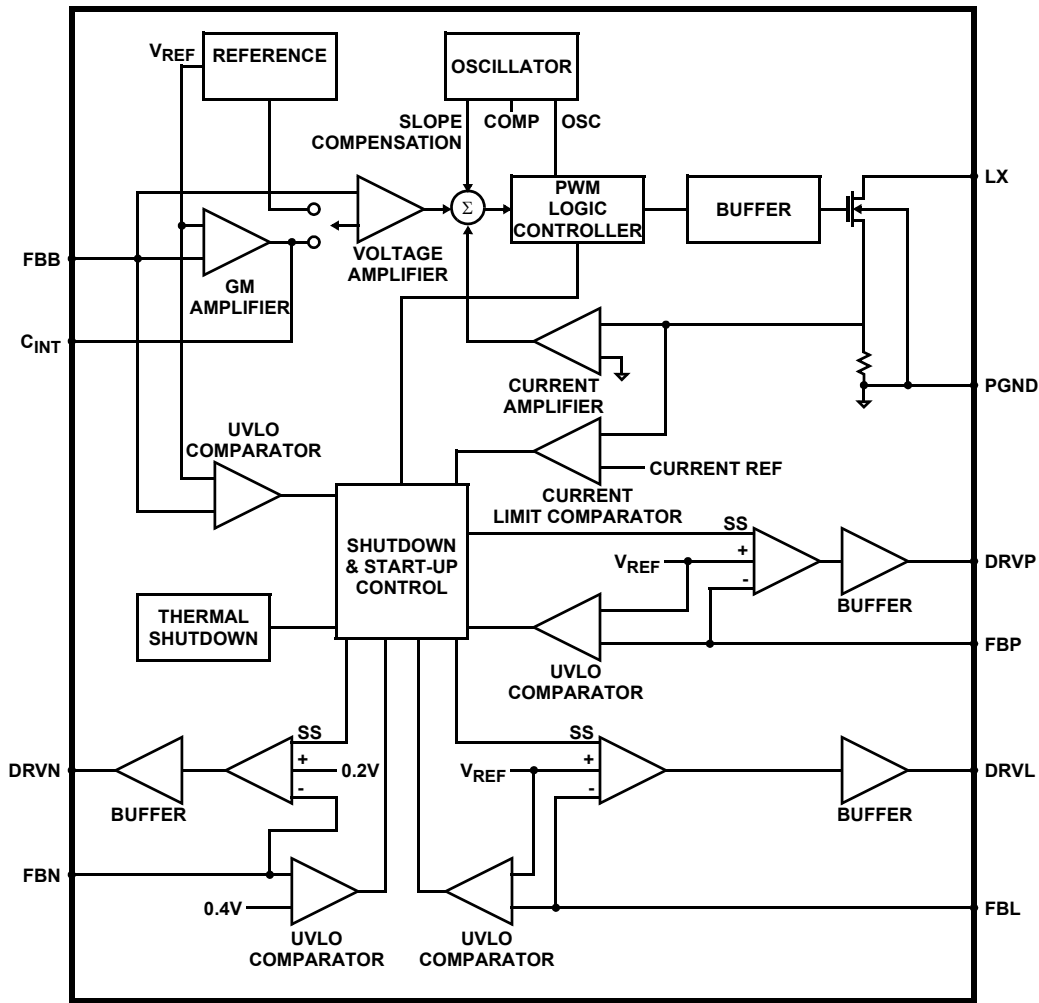 VREF
REFERENCE
OSCILLATOR
SLOPE
COMPENSATION
COMP
OSC
LX
PWM
LOGIC
CONTROLLER
BUFFER
Σ
VOLTAGE
AMPLIFIER
FBB
GM
AMPLIFIER
CINT
CURRENT
AMPLIFIER
PGND
UVLO
COMPARATOR
CURRENT REF
CURRENT
LIMIT COMPARATOR
SHUTDOWN
& START-UP
CONTROL
SS
+
-
VREF
DRVP
BUFFER
THERMAL
SHUTDOWN
UVLO
COMPARATOR
FBP
SS
+
-
0.2V
DRVN
BUFFER
SS
+
-
VREF
DRVL
BUFFER
FBN
0.4V
UVLO
COMPARATOR
UVLO
COMPARATOR
FBL